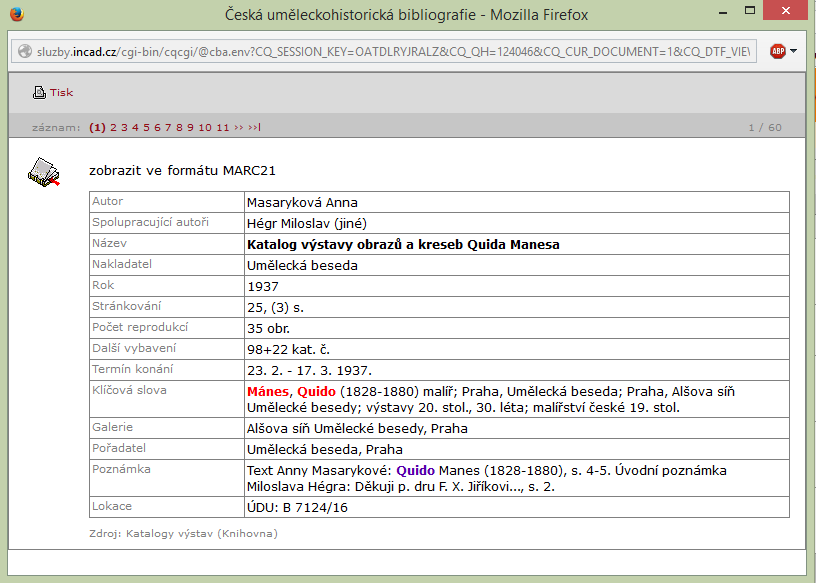 Česká uměleckohistorická bibliografie - Mozilla Firefox
sluzby.incad.cz/cgi-bin/cqcgi/@cba.env?CQ_SESSION_KEY=OATDLRYJRALZ&CQ_QH=124046&CQ_CUR_DOCUMENT=1&CQ_DTF_VIEW
ABP
Tisk
záznam: (1) 2 3 4 5 6 7 8 9 10 11 >> >>| 1 / 60
zobrazit ve formátu MARC21
Autor Masaryková Anna
Spolupracující autoři Hégr Miloslav (jiné)
Název Katalog výstavy obrazů a kreseb Quida Manesa
Nakladatel Umělecká beseda
Rok 1937
Stránkování 25, (3) s.
Počet reprodukcí 35 obr.
Další vybavení 98+22 kat. č.
Termín konání 23. 2. - 17. 3. 1937.
Klíčová slova Mánes, Quido (1828-1880) malíř; Praha, Umělecká beseda; Praha, Alšova síň
Umělecké besedy; výstavy 20. stol., 30. léta; malířství české 19. stol.
Galerie Alšova síň Umělecké besedy, Praha
Pořadatel Umělecká beseda, Praha
Poznámka Text Anny Masarykové: Quido Manes (1828-1880), s. 4-5. Úvodní poznámka
Miloslava Hégra: Děkuji p. dru F. X. Jiříkovi..., s. 2.
Lokace ÚDU: B 7124/16
Zdroj: Katalogy výstav (Knihovna)